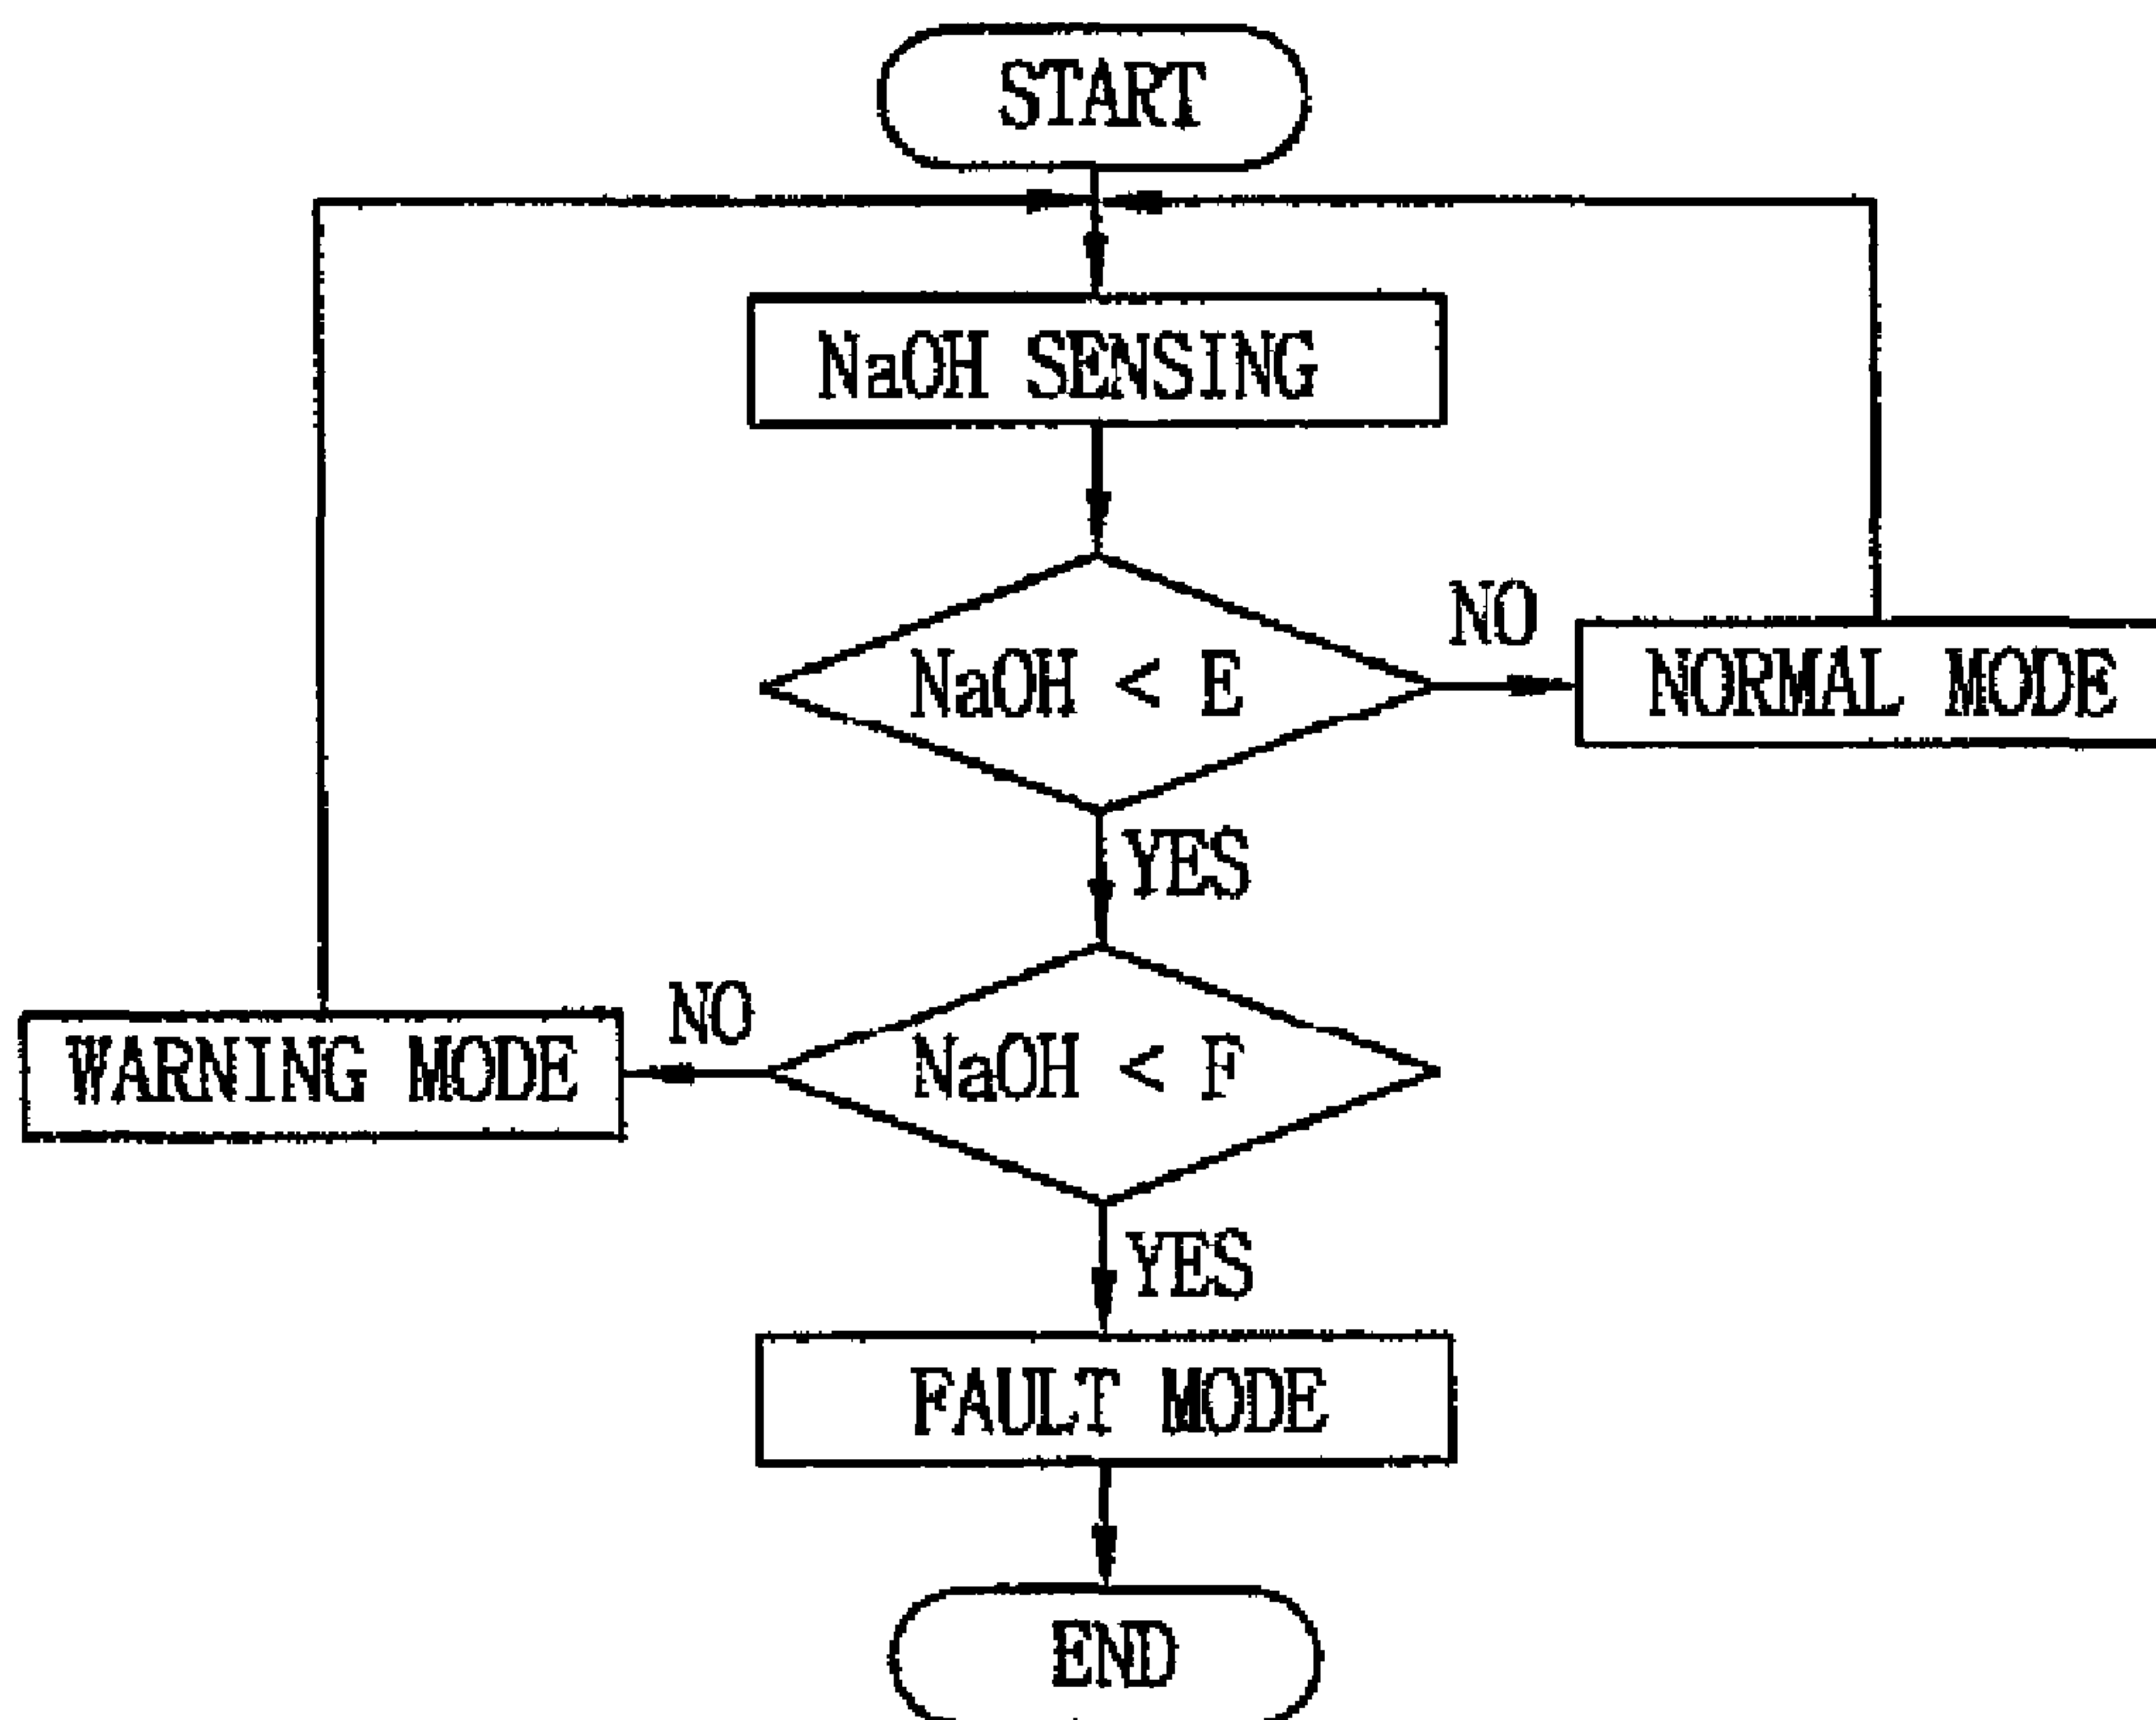 START
NaOH SENSING
NO
NaOH < E
NORMAL MODE
YES
NO
WARNING MODE
NaOH < F
YES
FAULT MODE
END